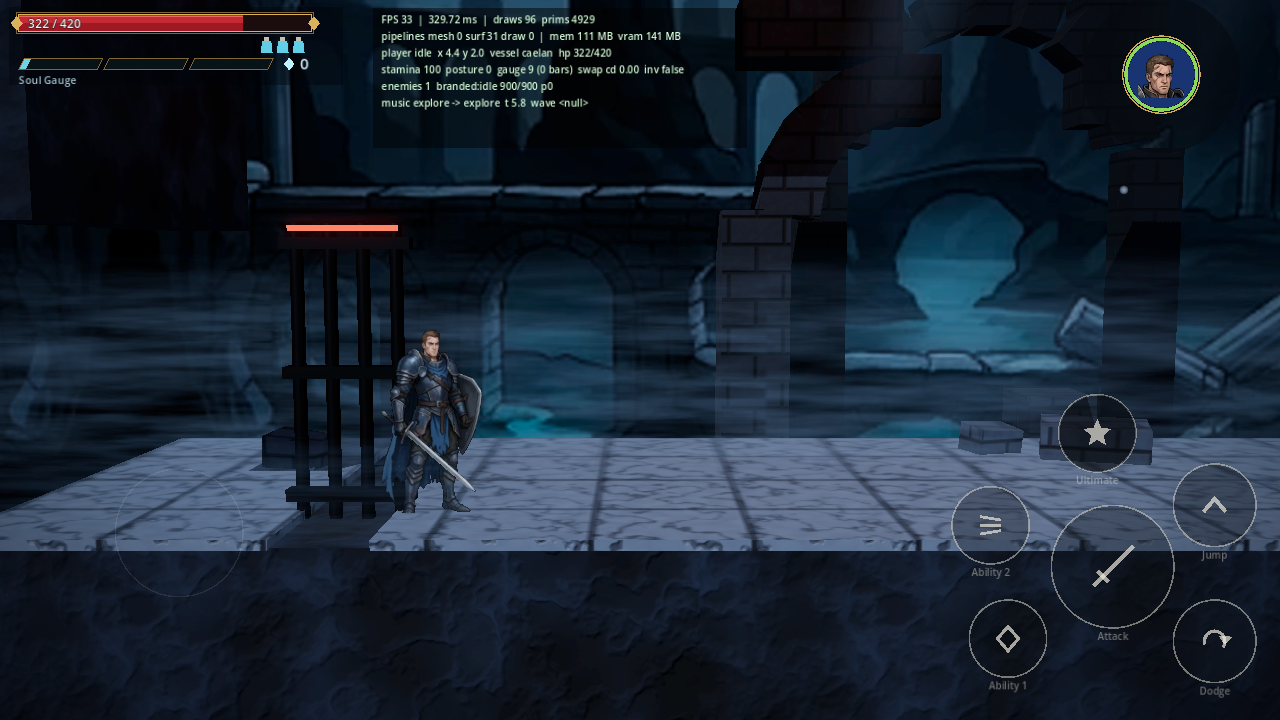 322 / 420
0
Soul Gauge
FPS 33 | 329.72 ms | draws 96 prims 4929
pipelines mesh 0 surf 31 draw 0 | mem 111 MB vram 141 MB
player idle x 4.4 y 2.0 vessel caelan hp 322/420
stamina 100 posture 0 gauge 9 (0 bars) swap cd 0.00 inv false
enemies 1 branded:idle 900/900 p0
music explore -> explore t 5.8 wave <null>
Ultimate
Ability 2
Jump
Attack
Ability 1
Dodge